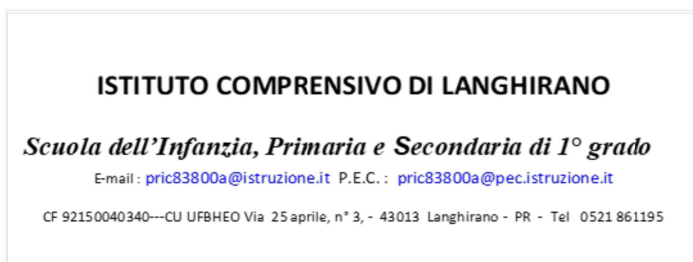 ISTITUTO COMPRENSIVO DI LANGHIRANO
Scuola dell’Infanzia, Primaria e Secondaria di 1° grado
E-mail : pric83800a@istruzione.it P.E.C. : pric83800a@pec.istruzione.it
CF 92150040340---CU UFBHEO Via 25 aprile, n° 3, - 43013 Langhirano - PR - Tel 0521 861195